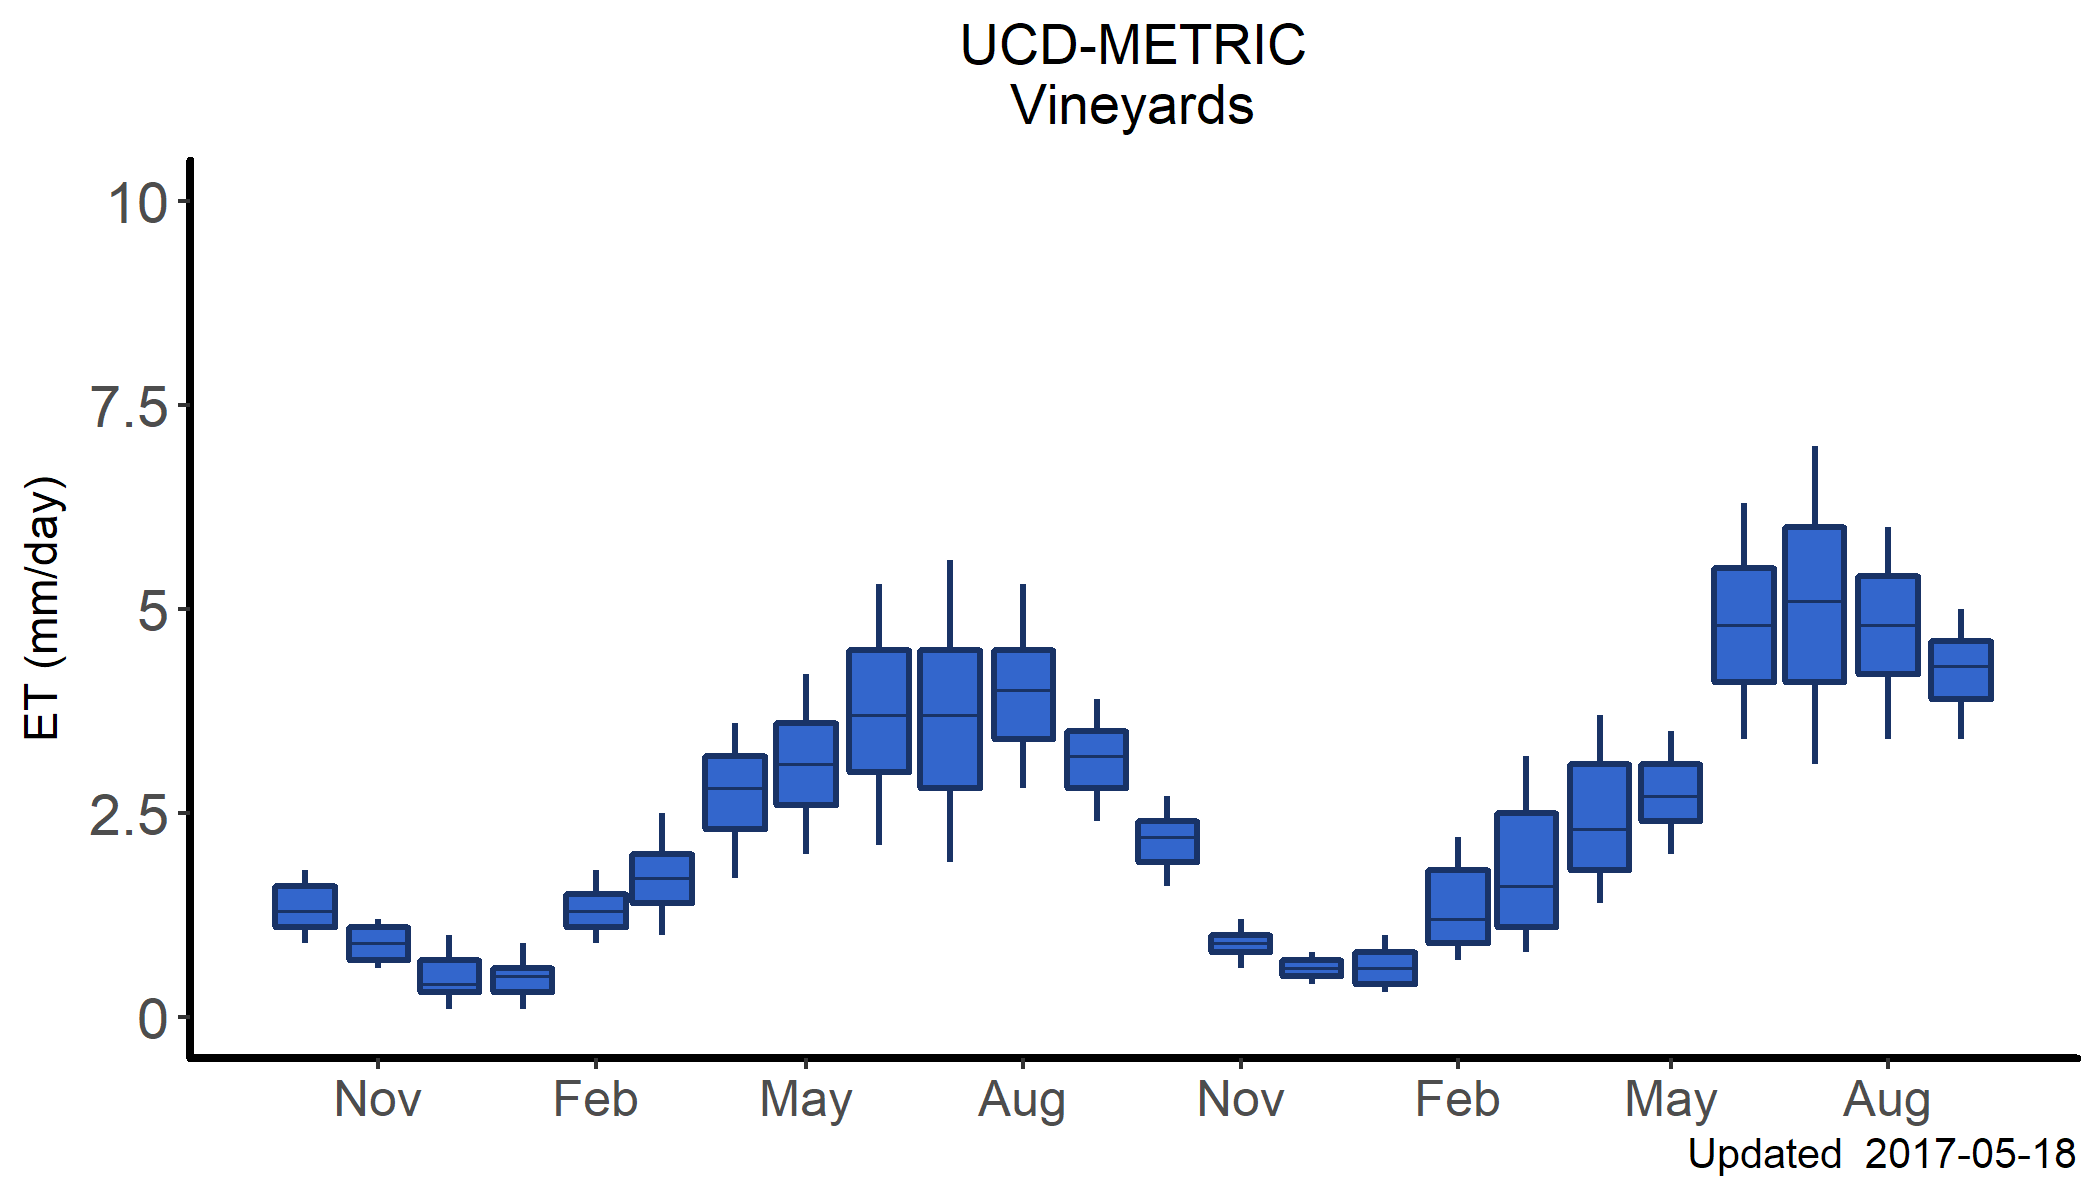 UCD-METRIC
Vineyards
ET (mm/day)
10
7.5
5
2.5
0
Nov Feb May Aug Nov Feb May Aug
Updated 2017-05-18